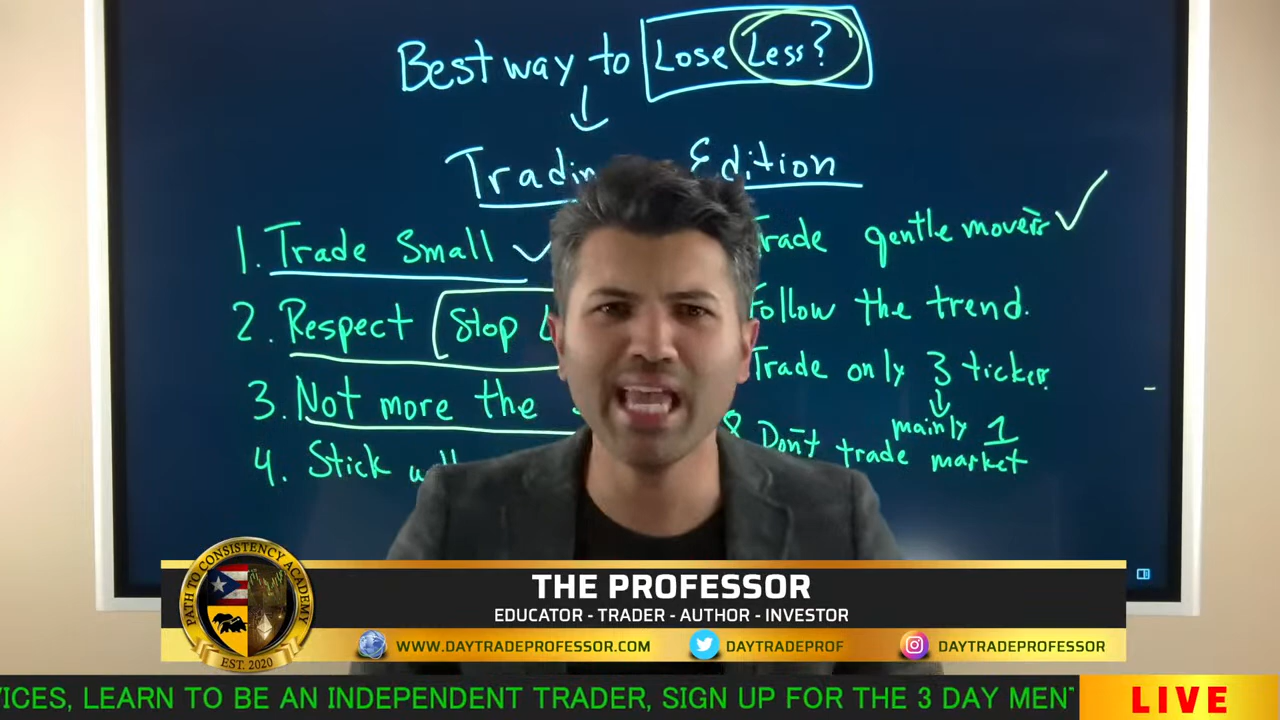 Best way to Lose Less?
Trading Edition
1. Trade Small
2. Respect Stop
3. Not more the
4. Stick
Trade gentle movers
Follow the trend.
Trade only 3 tickers
mainly 1
8 Don't trade market
PATH TO CONSISTENCY ACADEMY
EST. 2020
THE PROFESSOR
EDUCATOR - TRADER - AUTHOR - INVESTOR
WWW.DAYTRADEPROFESSOR.COM
DAYTRADEPROF
DAYTRADEPROFESSOR
VICES, LEARN TO BE AN INDEPENDENT TRADER, SIGN UP FOR THE 3 DAY MEN
LIVE